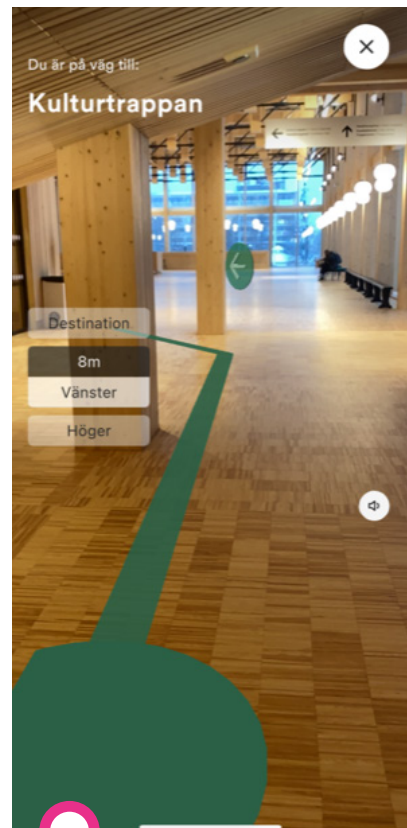 Du är på väg till:
Kulturtrappan
Destination
8m
Vänster
Höger